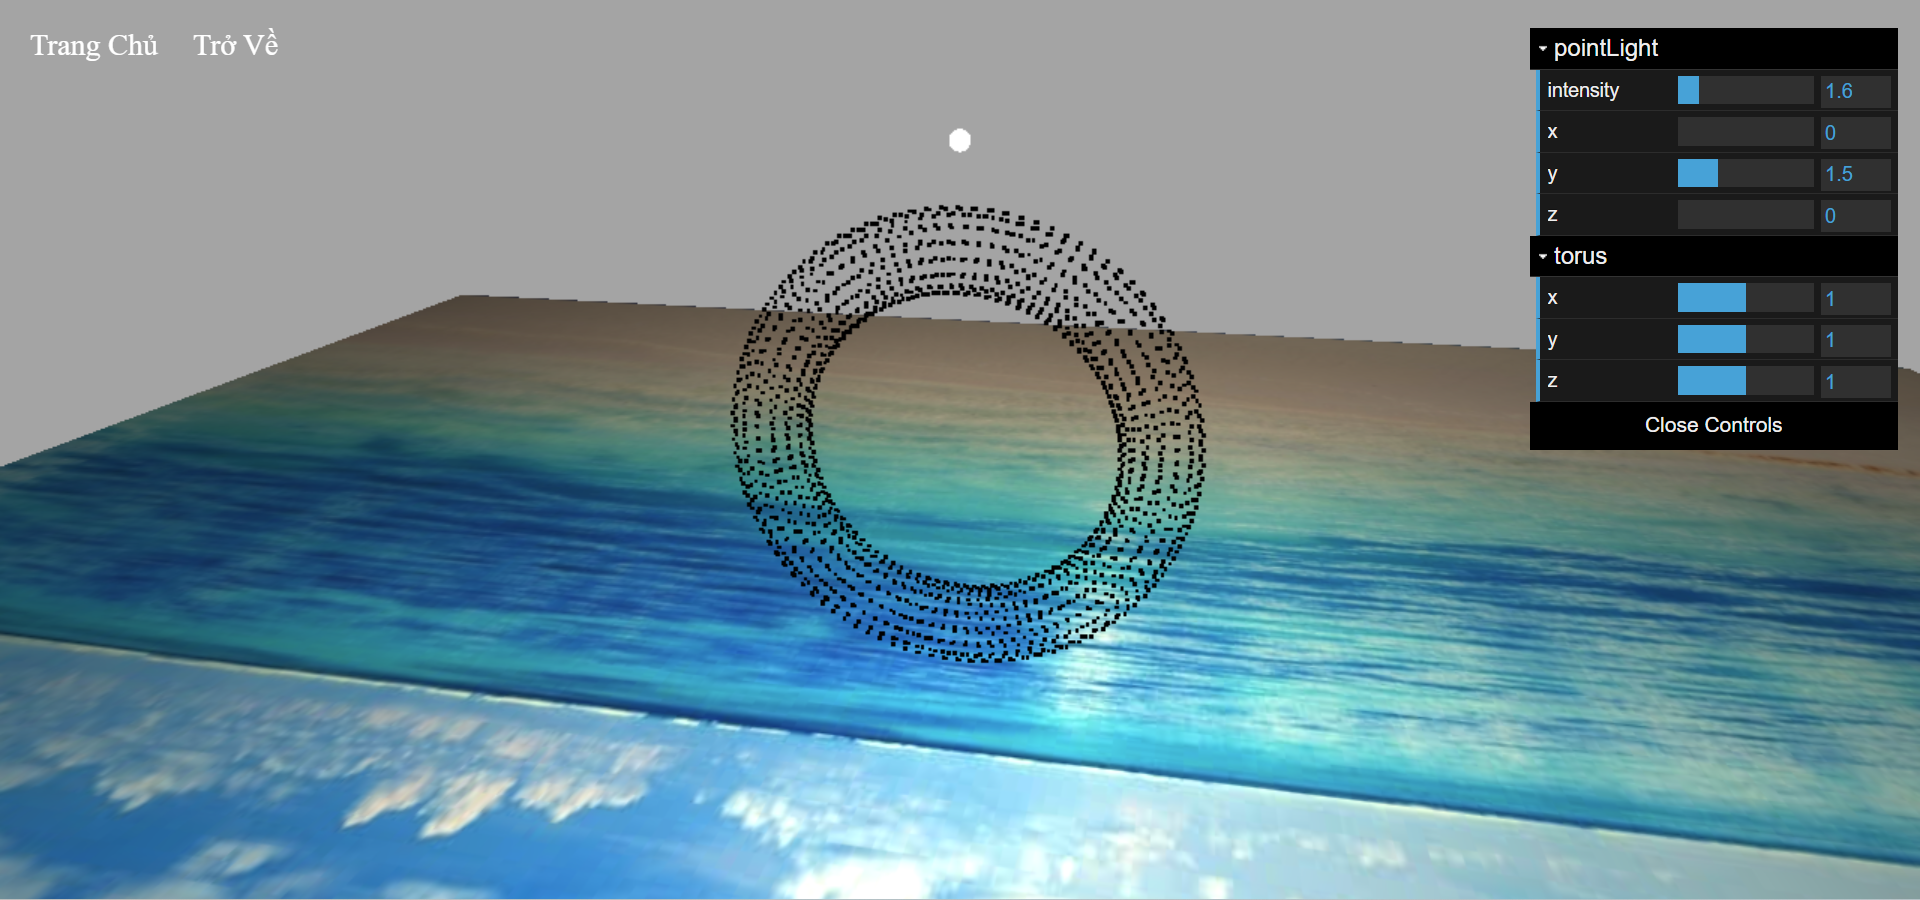 Trang Chủ Trở Về
pointLight
intensity 1.6
x 0
y 1.5
z 0
torus
x 1
y 1
z 1
Close Controls